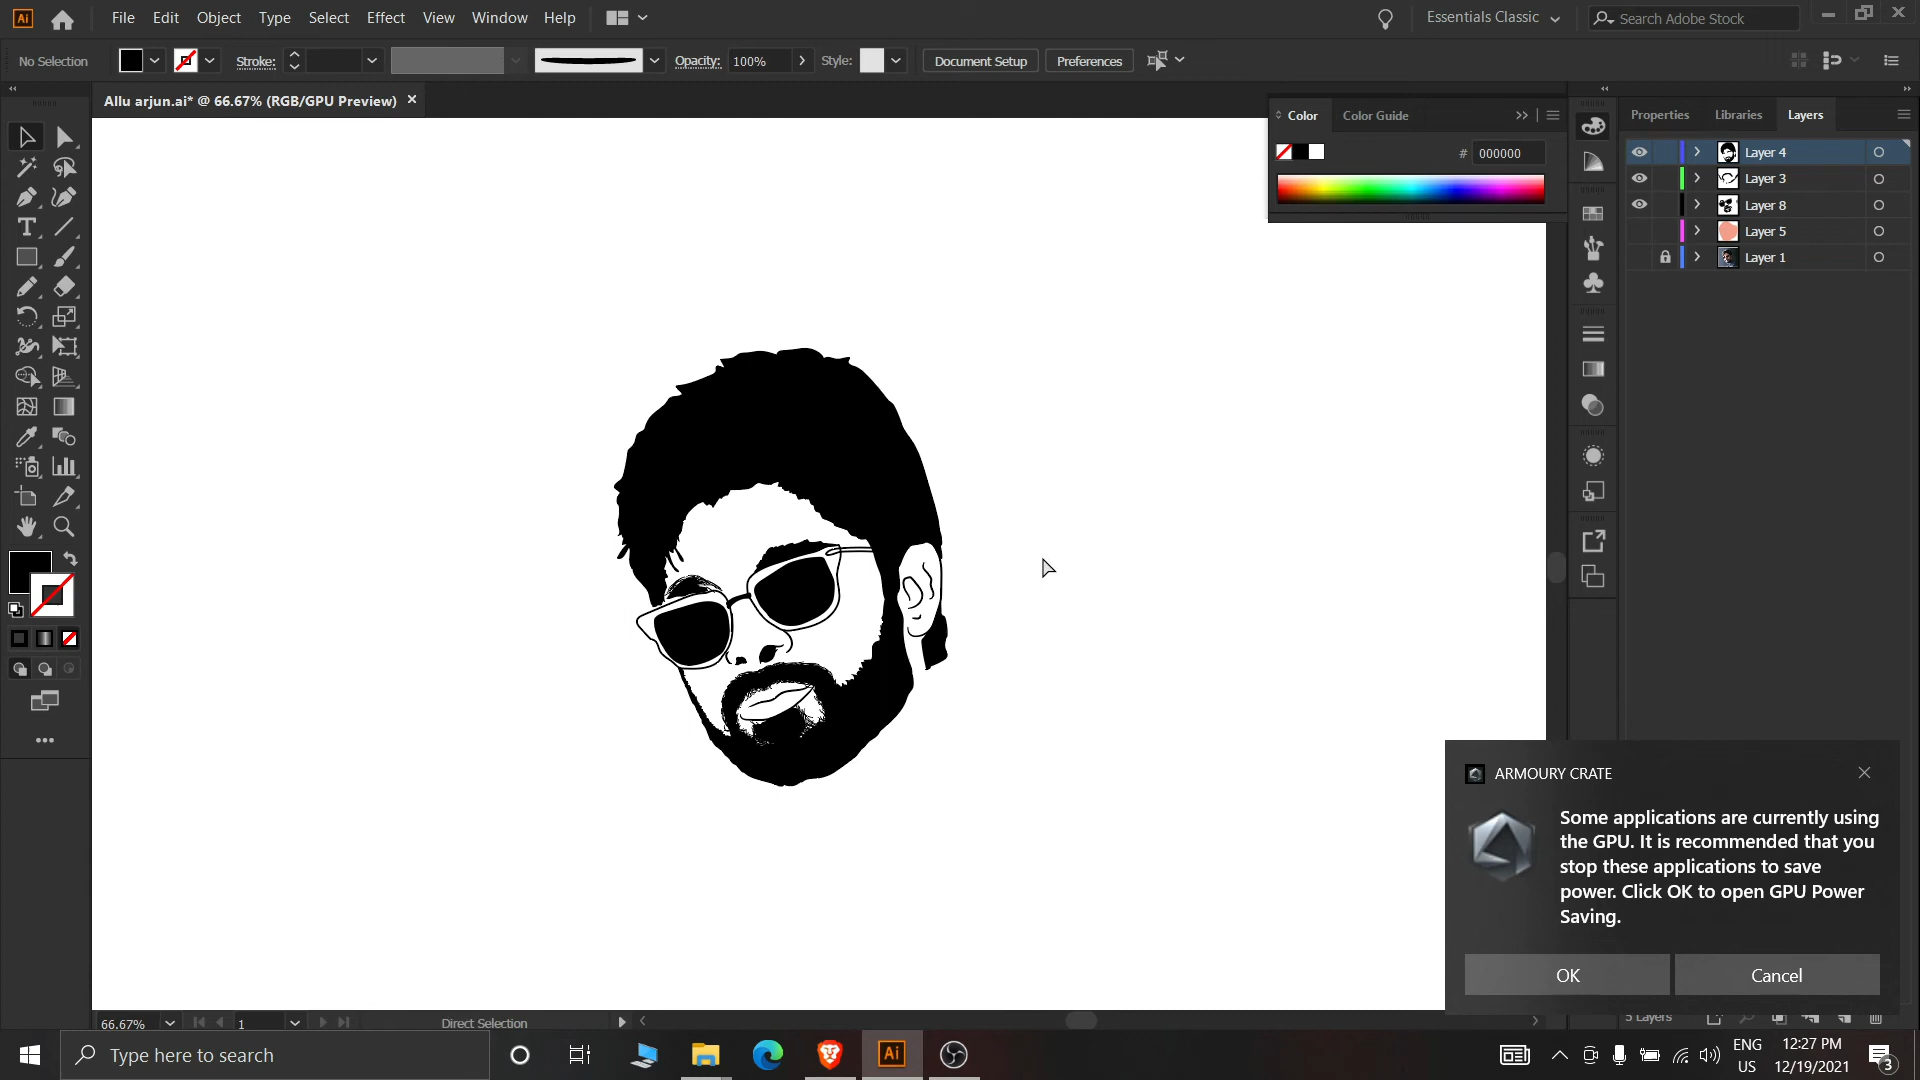 Ai File Edit Object Type Select Effect View Window Help Essentials Classic Search Adobe Stock
No Selection Stroke: Opacity: 100% Style: Document Setup Preferences
Allu arjun.ai* @ 66.67% (RGB/GPU Preview)
Color Color Guide
# 000000
Properties Libraries Layers
Layer 4
Layer 3
Layer 8
Layer 5
Layer 1
ARMOURY CRATE
Some applications are currently using
the GPU. It is recommended that you
stop these applications to save
power. Click OK to open GPU Power
Saving.
OK Cancel
66.67% 1 Direct Selection 5 Layers
Type here to search Ai ENG 12:27 PM
US 12/19/2021 3